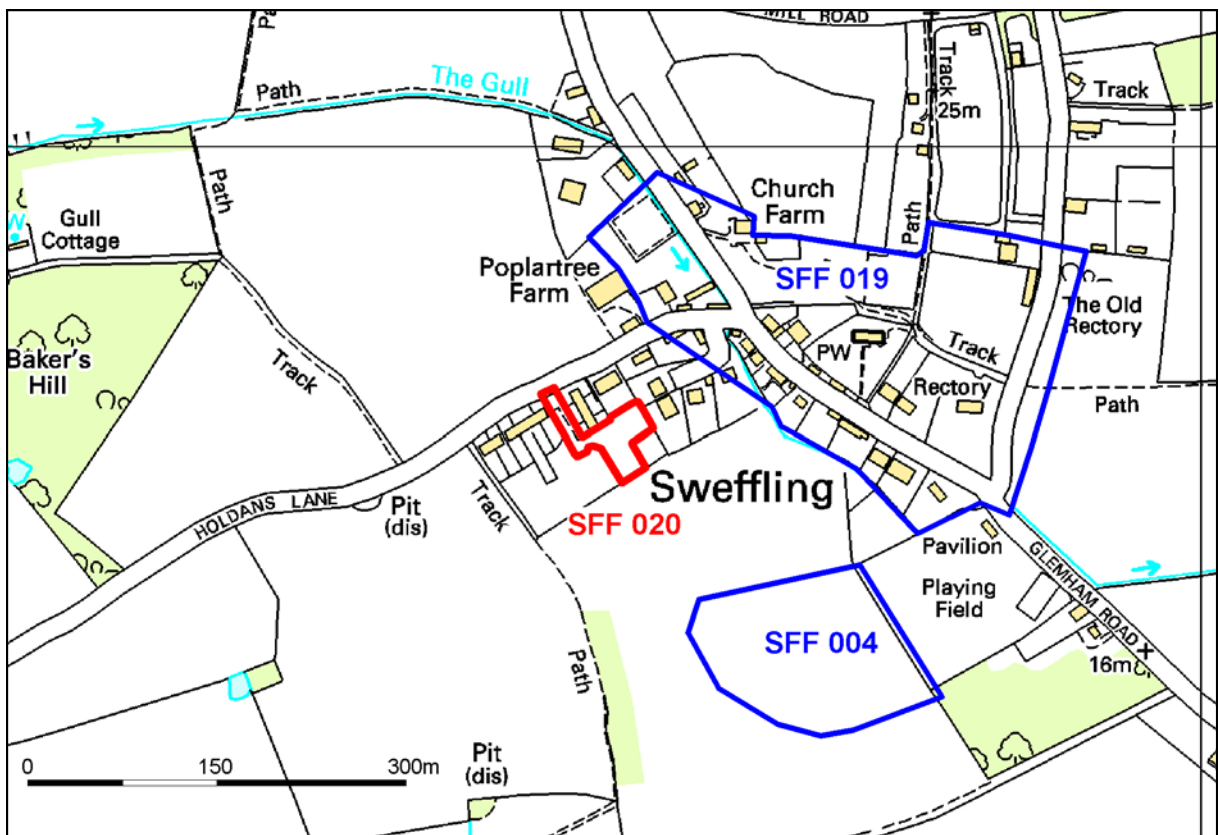 MILL ROAD
Path
The Gull
Path
Track
25m
Track
Path
Gull
Cottage
W
Church
Farm
Path
SFF 019
Poplartree
Farm
The Old
Rectory
Baker's
Hill
Track
PW
Track
Rectory
Path
Sweffling
HOLDANS LANE
Pit
(dis)
Track
SFF 020
Pavilion
Playing
Field
GLEMHAM ROAD
SFF 004
16m
Path
Pit
(dis)
0
150
300m